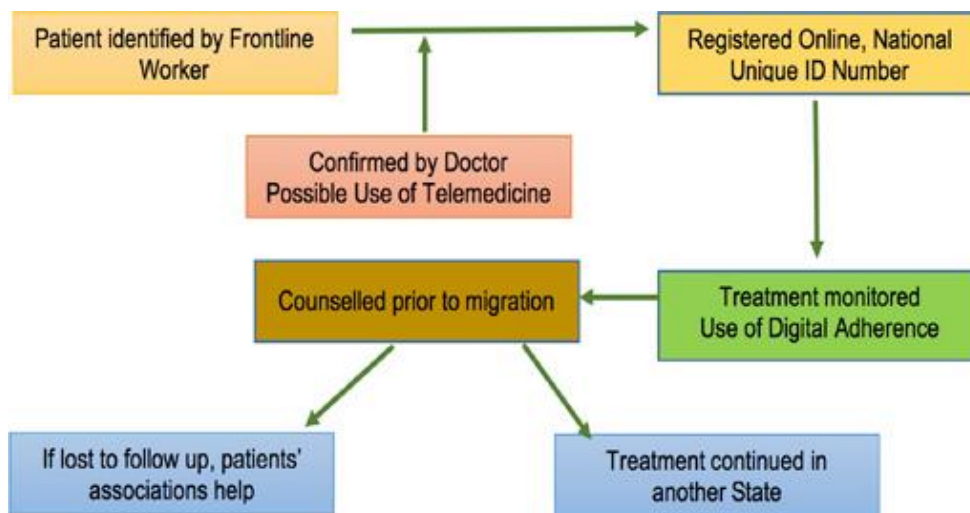 Patient identified by Frontline
Worker
Registered Online, National
Unique ID Number
Confirmed by Doctor
Possible Use of Telemedicine
Counselled prior to migration
Treatment monitored
Use of Digital Adherence
If lost to follow up, patients'
associations help
Treatment continued in
another State